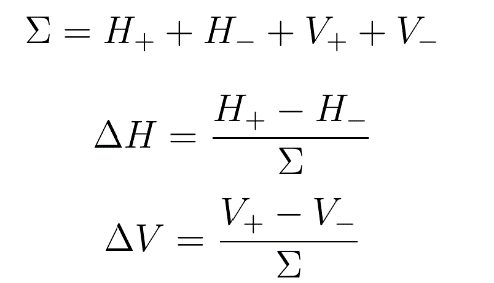 Σ = H₊ + H₋ + V₊ + V₋
ΔH = (H₊ − H₋) / Σ
ΔV = (V₊ − V₋) / Σ